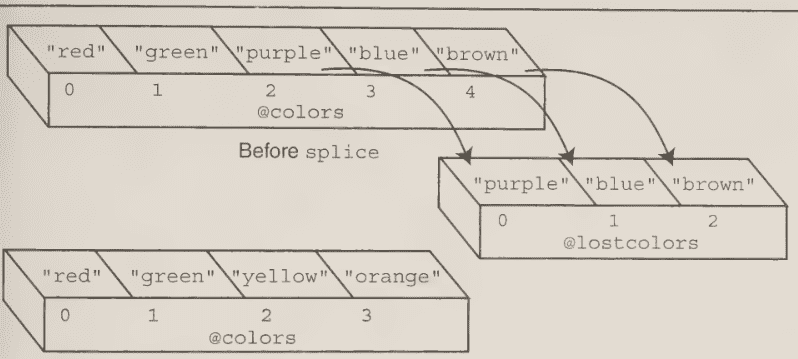 "red" "green" "purple" "blue" "brown"
0 1 2 3 4
@colors
Before splice
"purple" "blue" "brown"
0 1 2
@lostcolors
"red" "green" "yellow" "orange"
0 1 2 3
@colors